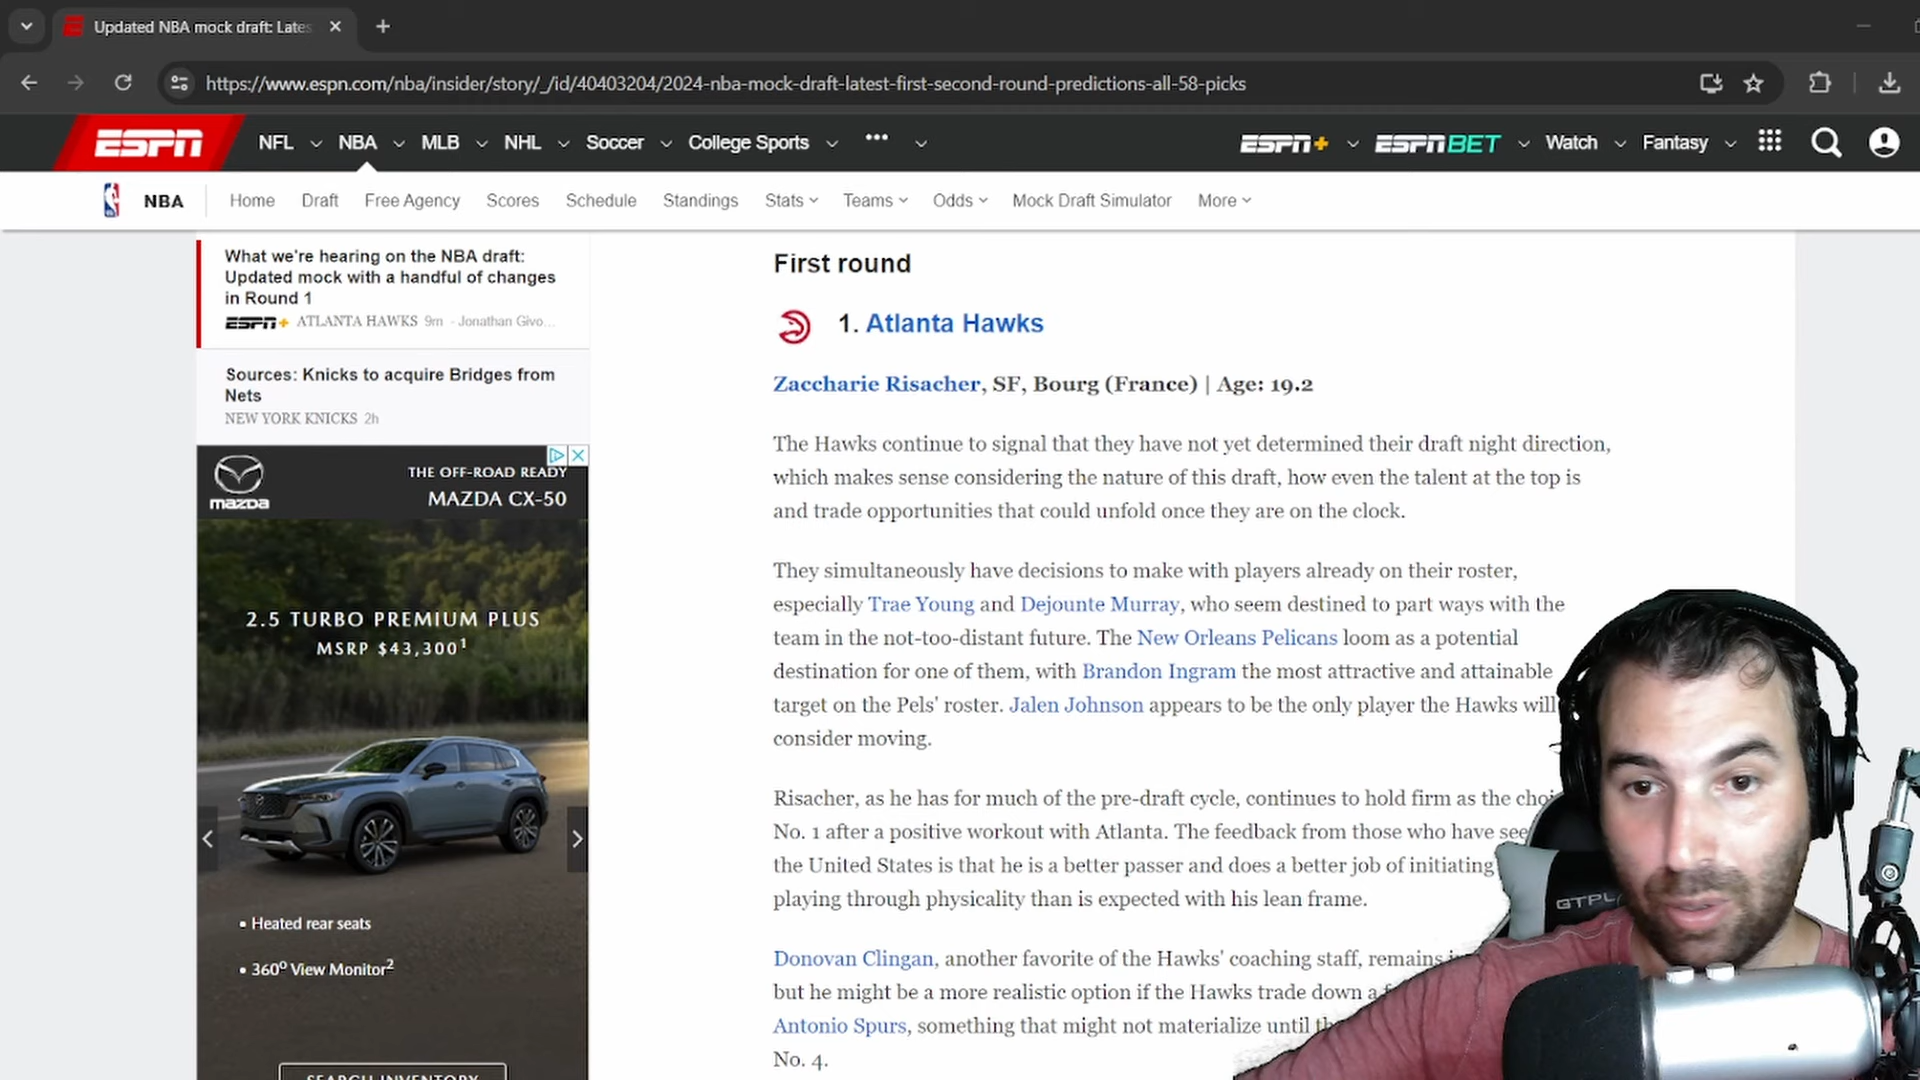 Updated NBA mock draft: Lates
https://www.espn.com/nba/insider/story/_/id/40403204/2024-nba-mock-draft-latest-first-second-round-predictions-all-58-picks
ESPN NFL NBA MLB NHL Soccer College Sports ••• ESPN+ ESPN BET Watch Fantasy
NBA Home Draft Free Agency Scores Schedule Standings Stats Teams Odds Mock Draft Simulator More
What we're hearing on the NBA draft:
Updated mock with a handful of changes
in Round 1
ESPN+ ATLANTA HAWKS 9m - Jonathan Givo...
Sources: Knicks to acquire Bridges from
Nets
NEW YORK KNICKS 2h
mazda
THE OFF-ROAD READY
MAZDA CX-50
2.5 TURBO PREMIUM PLUS
MSRP $43,300¹
• Heated rear seats
• 360⁰ View Monitor²
SEARCH INVENTORY
First round
1. Atlanta Hawks
Zaccharie Risacher, SF, Bourg (France) | Age: 19.2
The Hawks continue to signal that they have not yet determined their draft night direction,
which makes sense considering the nature of this draft, how even the talent at the top is
and trade opportunities that could unfold once they are on the clock.
They simultaneously have decisions to make with players already on their roster,
especially Trae Young and Dejounte Murray, who seem destined to part ways with the
team in the not-too-distant future. The New Orleans Pelicans loom as a potential
destination for one of them, with Brandon Ingram the most attractive and attainable
target on the Pels' roster. Jalen Johnson appears to be the only player the Hawks will
consider moving.
Risacher, as he has for much of the pre-draft cycle, continues to hold firm as the choi
No. 1 after a positive workout with Atlanta. The feedback from those who have see
the United States is that he is a better passer and does a better job of initiating
playing through physicality than is expected with his lean frame.
Donovan Clingan, another favorite of the Hawks' coaching staff, remains
but he might be a more realistic option if the Hawks trade down a
Antonio Spurs, something that might not materialize until
No. 4.
GTPL